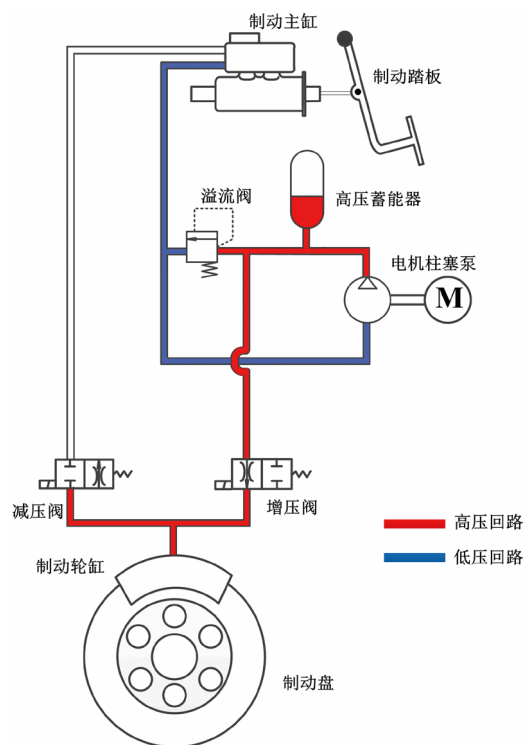 制动主缸
制动踏板
溢流阀
高压蓄能器
电机柱塞泵
M
减压阀
增压阀
高压回路
低压回路
制动轮缸
制动盘